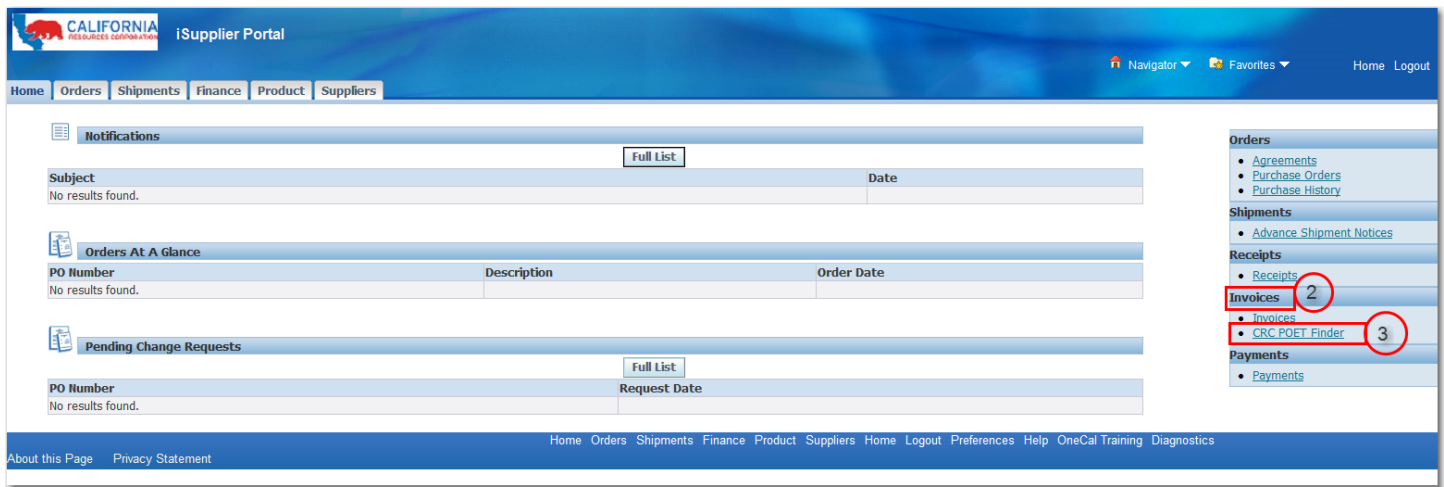 CALIFORNIA
RESOURCES CORPORATION
iSupplier Portal
Navigator Favorites Home Logout
Home Orders Shipments Finance Product Suppliers
Notifications
Full List
Subject Date
No results found.
Orders At A Glance
PO Number Description Order Date
No results found.
Pending Change Requests
Full List
PO Number Request Date
No results found.
Orders
Agreements
Purchase Orders
Purchase History
Shipments
Advance Shipment Notices
Receipts
Receipts
Invoices 2
Invoices
CRC POET Finder 3
Payments
Payments
Home Orders Shipments Finance Product Suppliers Home Logout Preferences Help OneCal Training Diagnostics
About this Page Privacy Statement